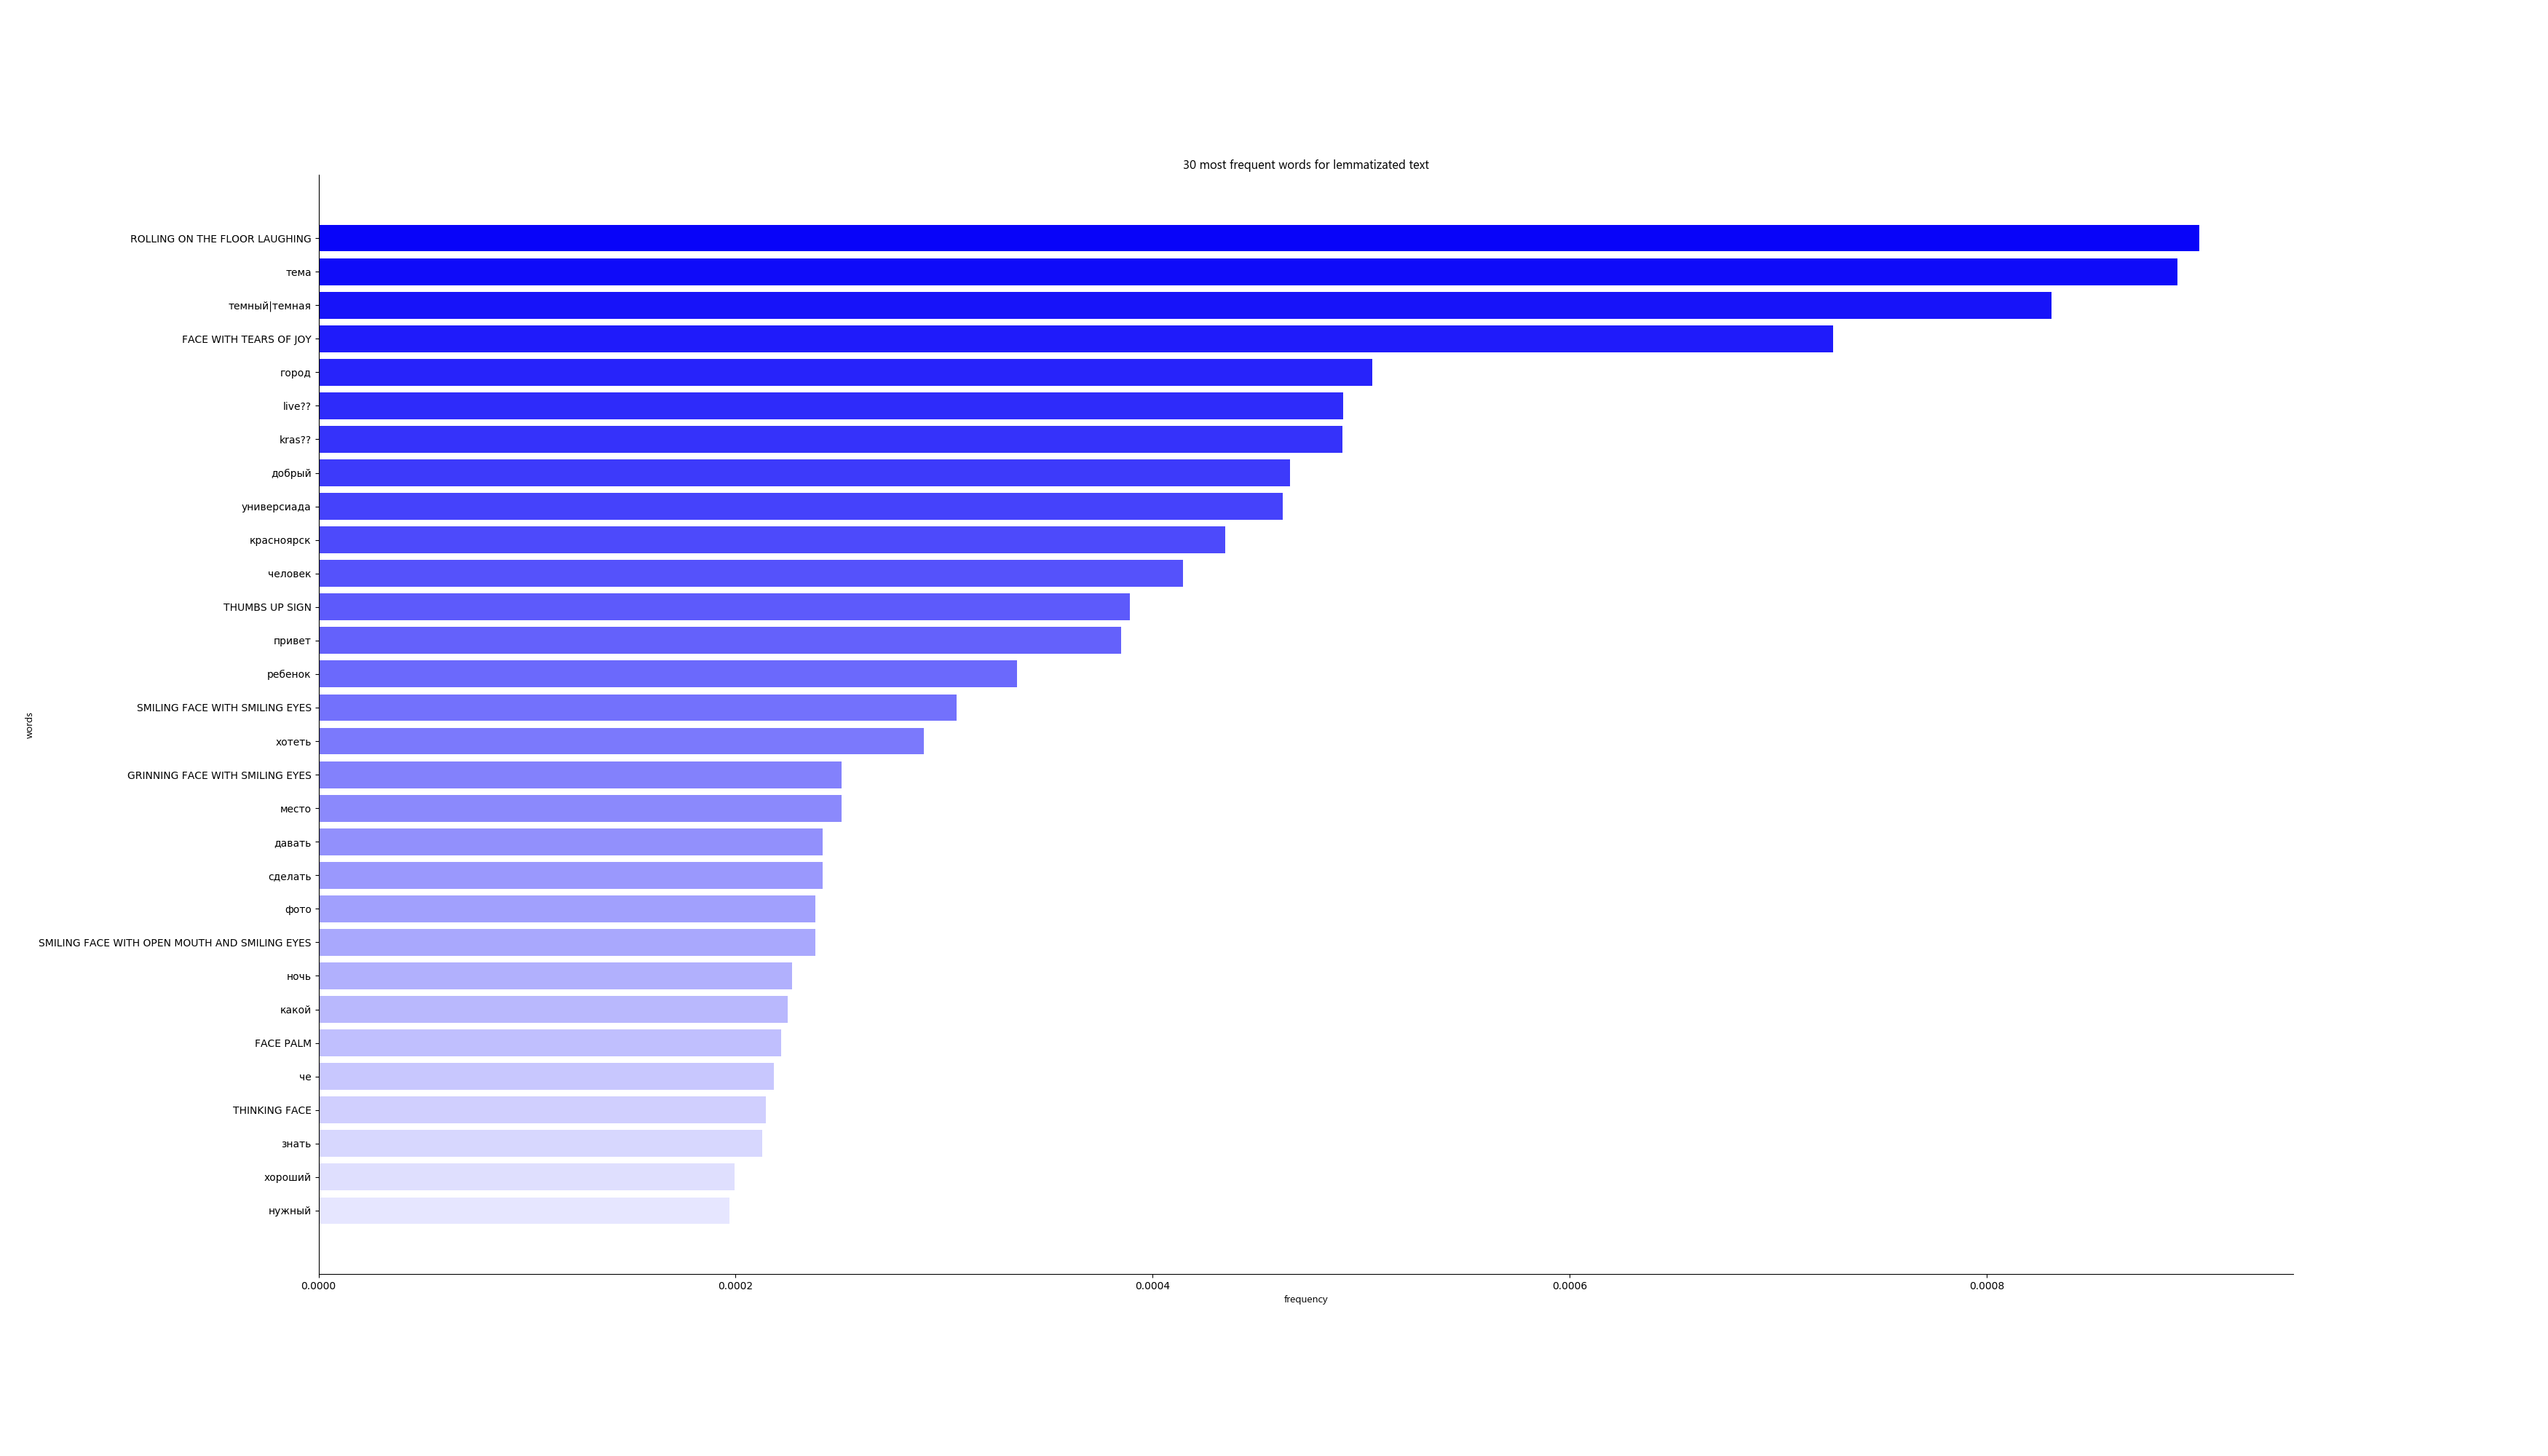 30 most frequent words for lemmatizated text
ROLLING ON THE FLOOR LAUGHING
тема
темный|темная
FACE WITH TEARS OF JOY
город
live??
kras??
добрый
универсиада
красноярск
человек
THUMBS UP SIGN
привет
ребенок
SMILING FACE WITH SMILING EYES
хотеть
GRINNING FACE WITH SMILING EYES
место
давать
сделать
фото
SMILING FACE WITH OPEN MOUTH AND SMILING EYES
ночь
какой
FACE PALM
че
THINKING FACE
знать
хороший
нужный
words
0.0000 0.0002 0.0004 0.0006 0.0008
frequency